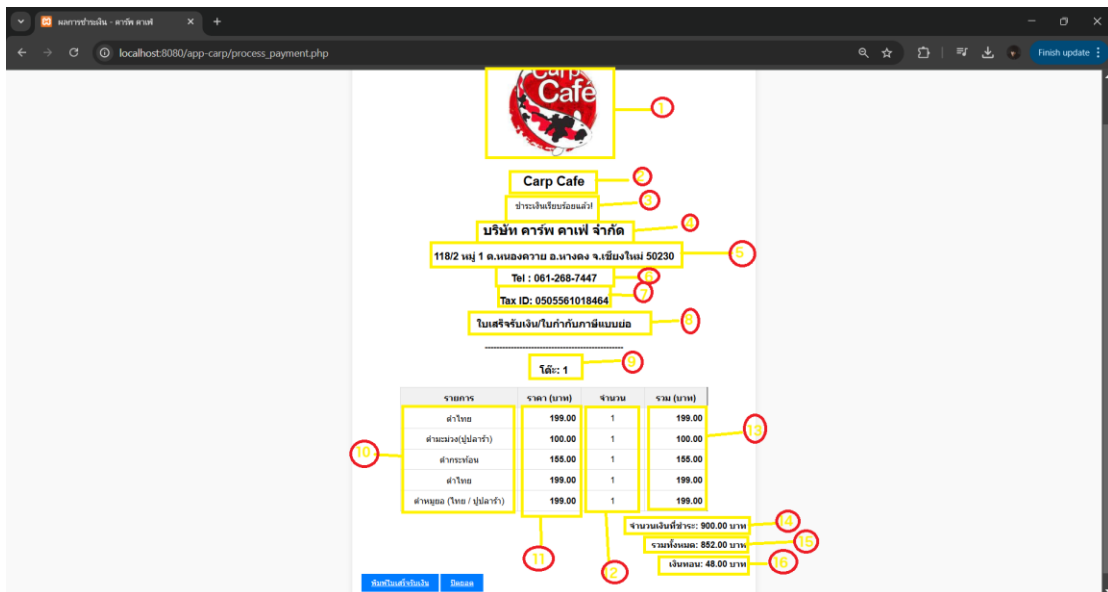 ผลการชำระเงิน - คาร์พ คาเฟ่
localhost:8080/app-carp/process_payment.php
Finish update
Carp
Café
1
Carp Cafe
2
ชำระเงินเรียบร้อยแล้ว!
3
บริษัท คาร์พ คาเฟ่ จำกัด
4
118/2 หมู่ 1 ต.หนองควาย อ.หางดง จ.เชียงใหม่ 50230
5
Tel : 061-268-7447
6
Tax ID: 0505561018464
7
ใบเสร็จรับเงิน/ใบกำกับภาษีแบบย่อ
8
------------------------------------------------
โต๊ะ: 1
9
รายการ ราคา (บาท) จำนวน รวม (บาท)
ตำไทย 199.00 1 199.00
ตำมะม่วง(ปูปลาร้า) 100.00 1 100.00
13
10
ตำกระท้อน 155.00 1 155.00
ตำไทย 199.00 1 199.00
ตำหมูยอ (ไทย / ปูปลาร้า) 199.00 1 199.00
จำนวนเงินที่ชำระ: 900.00 บาท
14
รวมทั้งหมด: 852.00 บาท
15
11
เงินทอน: 48.00 บาท
16
12
พิมพ์ใบเสร็จรับเงิน ปิดยอด